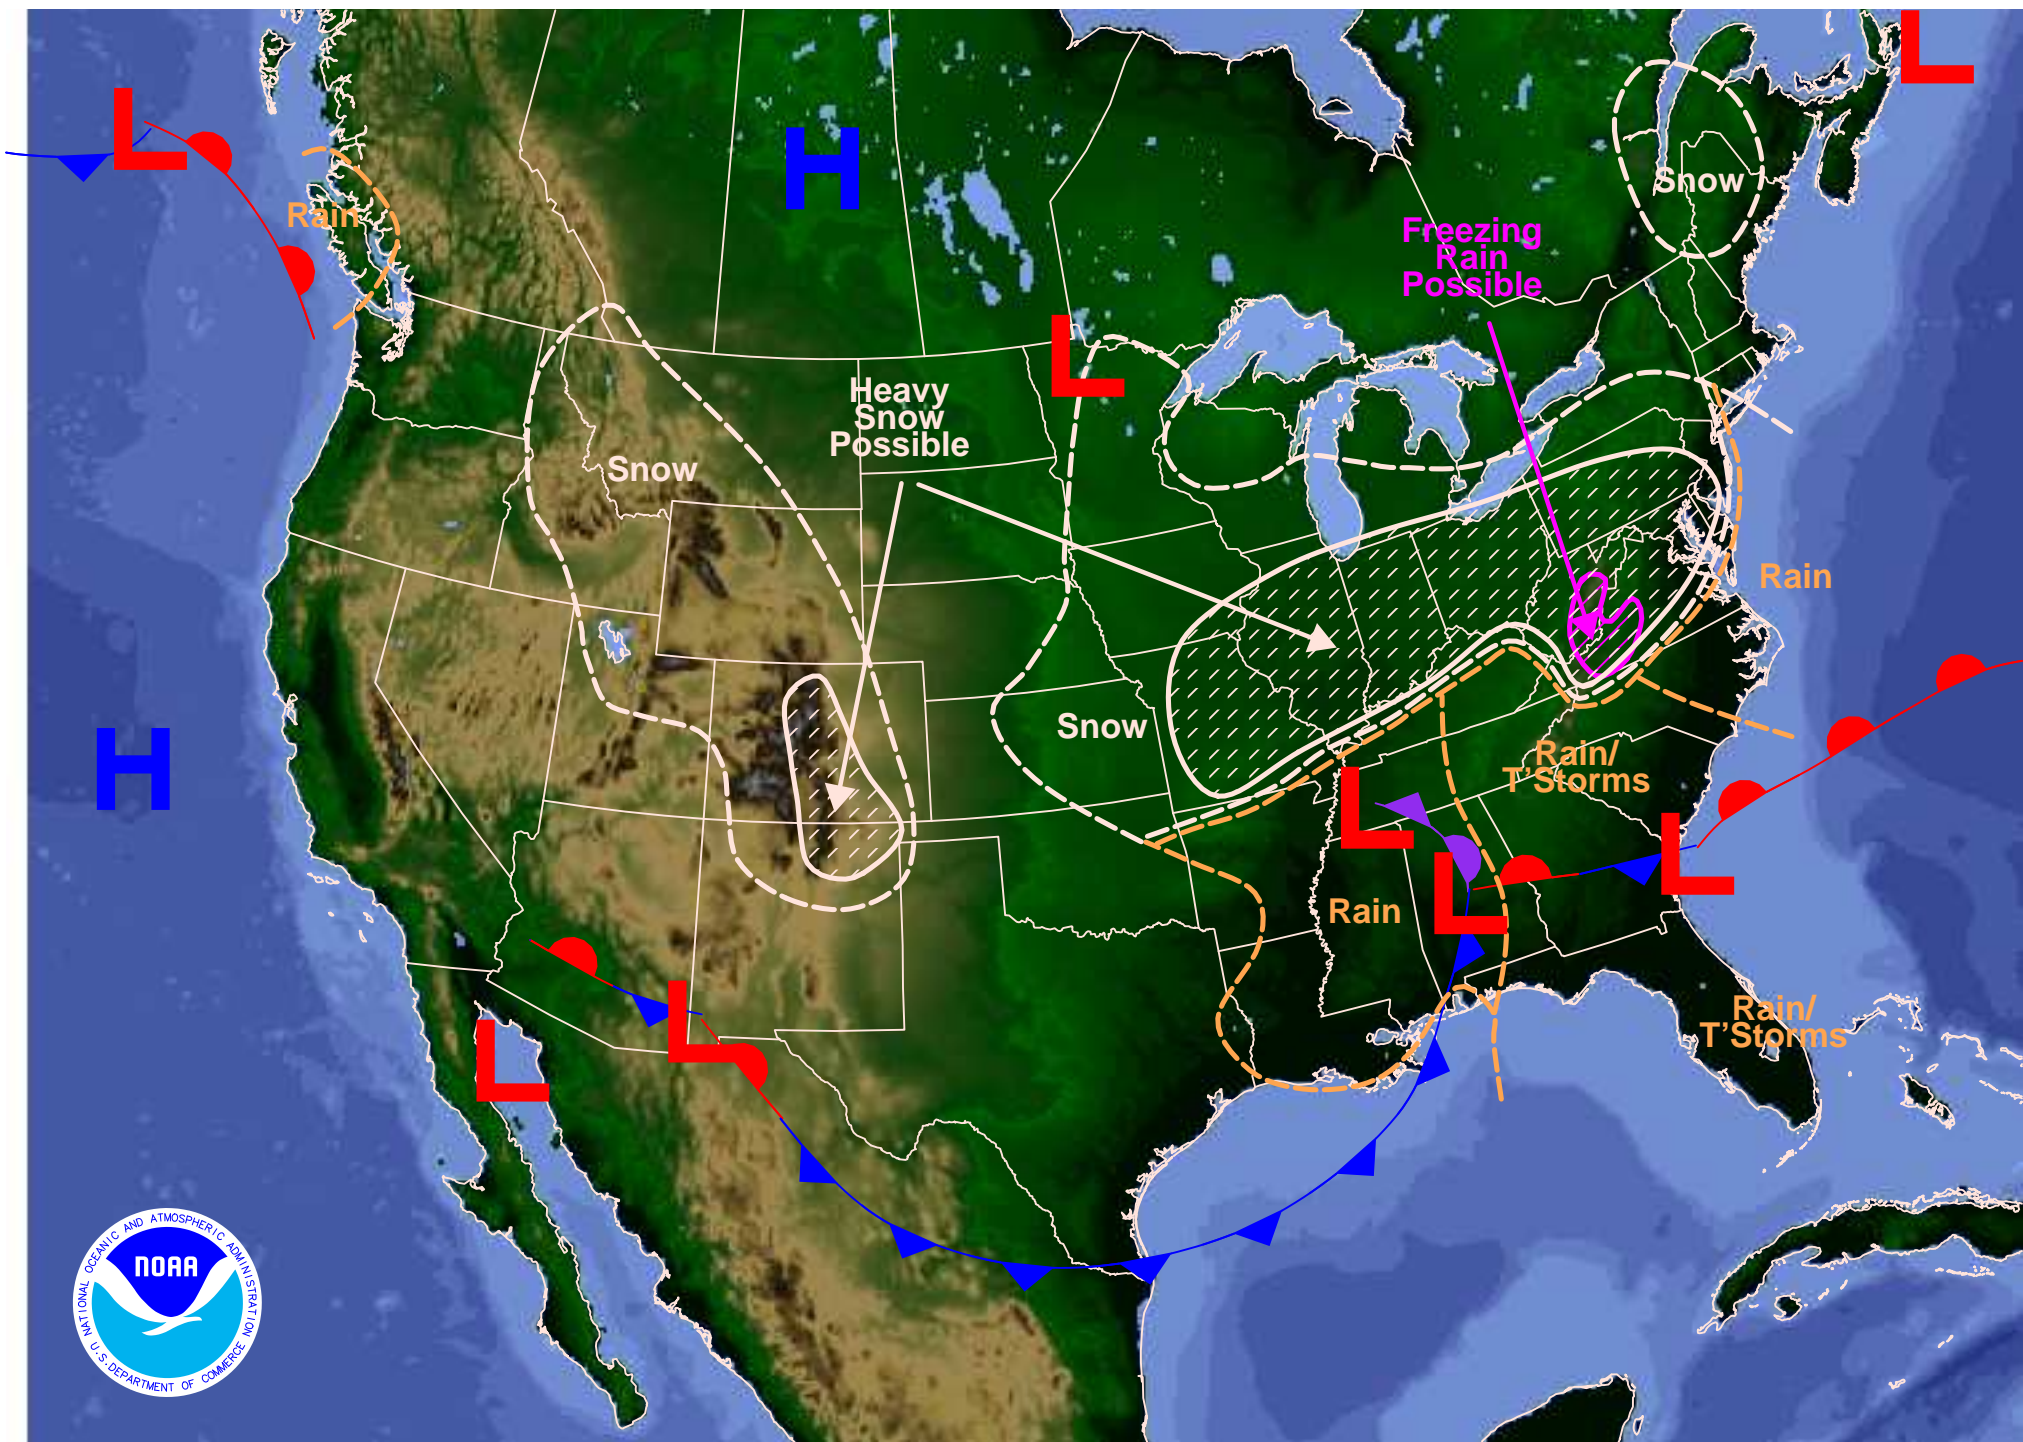 L
L
H
Snow
Rain
Freezing
Rain
Possible
L
Heavy
Snow
Possible
Snow
Rain
H
Snow
Rain/
T'Storms
L
L
L
Rain
L
L
Rain/
T'Storms
NATIONAL OCEANIC AND ATMOSPHERIC ADMINISTRATION
NOAA
U.S. DEPARTMENT OF COMMERCE